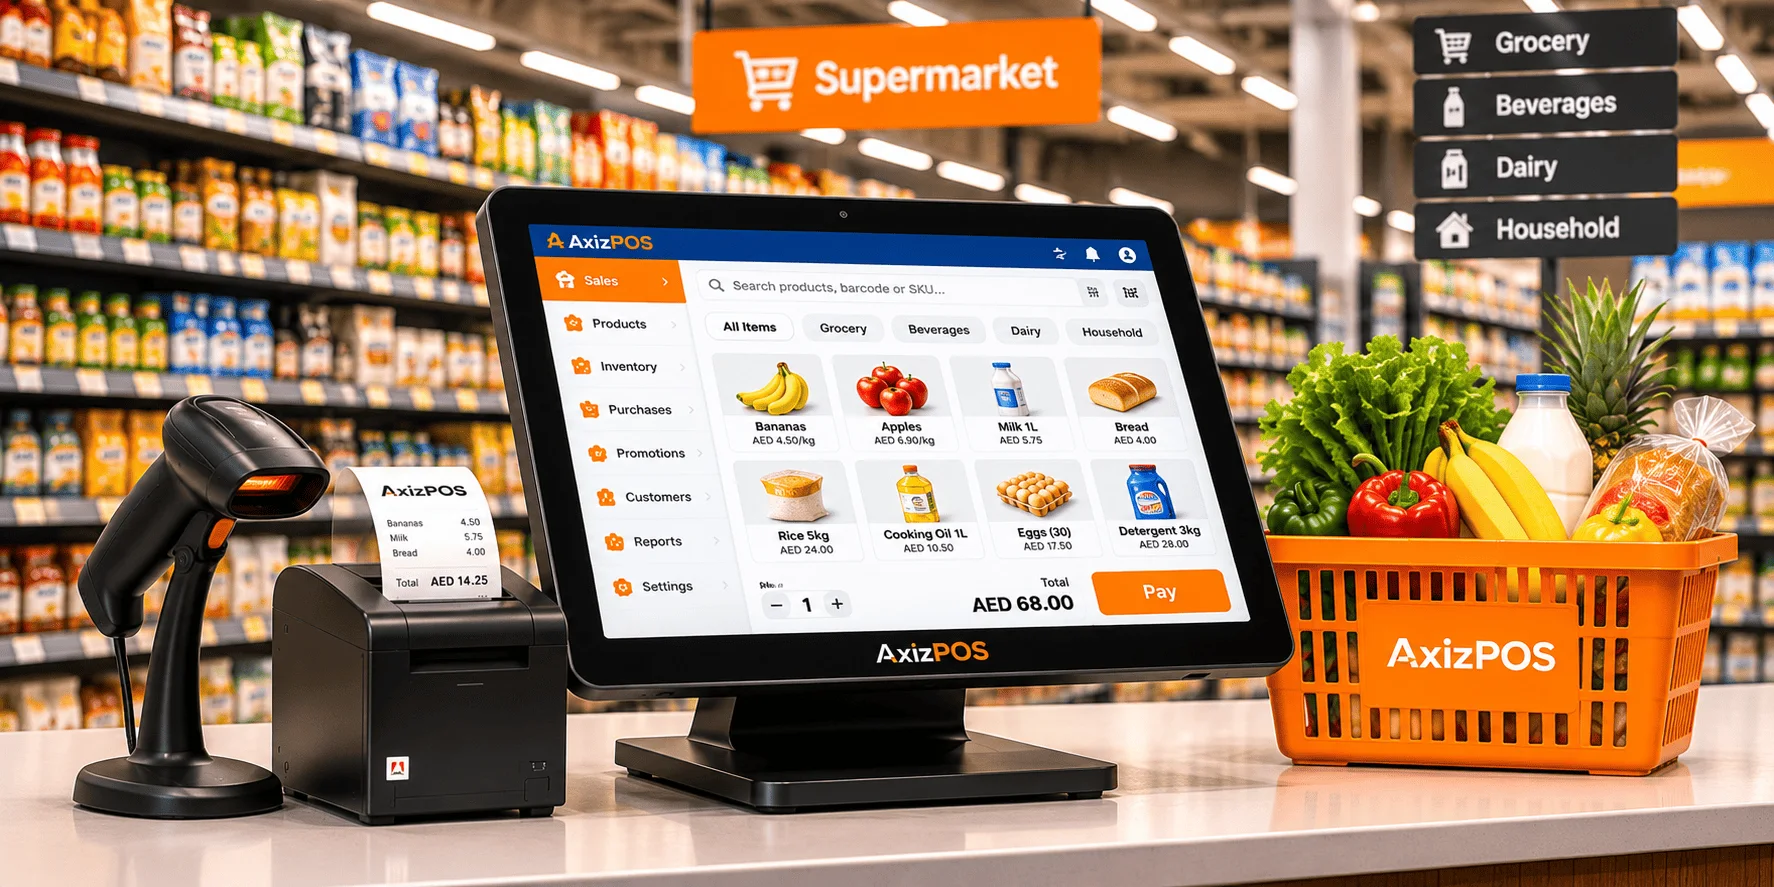 Supermarket
Grocery
Beverages
Dairy
Household
AxizPOS
Sales
Products
Inventory
Purchases
Promotions
Customers
Reports
Settings
Search products, barcode or SKU...
All Items
Grocery
Beverages
Dairy
Household
Bananas
AED 4.50/kg
Apples
AED 6.90/kg
Milk 1L
AED 5.75
Bread
AED 4.00
Rice 5kg
AED 24.00
Cooking Oil 1L
AED 10.50
Eggs (30)
AED 17.50
Detergent 3kg
AED 28.00
1
Total
AED 68.00
Pay
AxizPOS
AxizPOS
Bananas 4.50
Milk 5.75
Bread 4.00
Total AED 14.25
AxizPOS